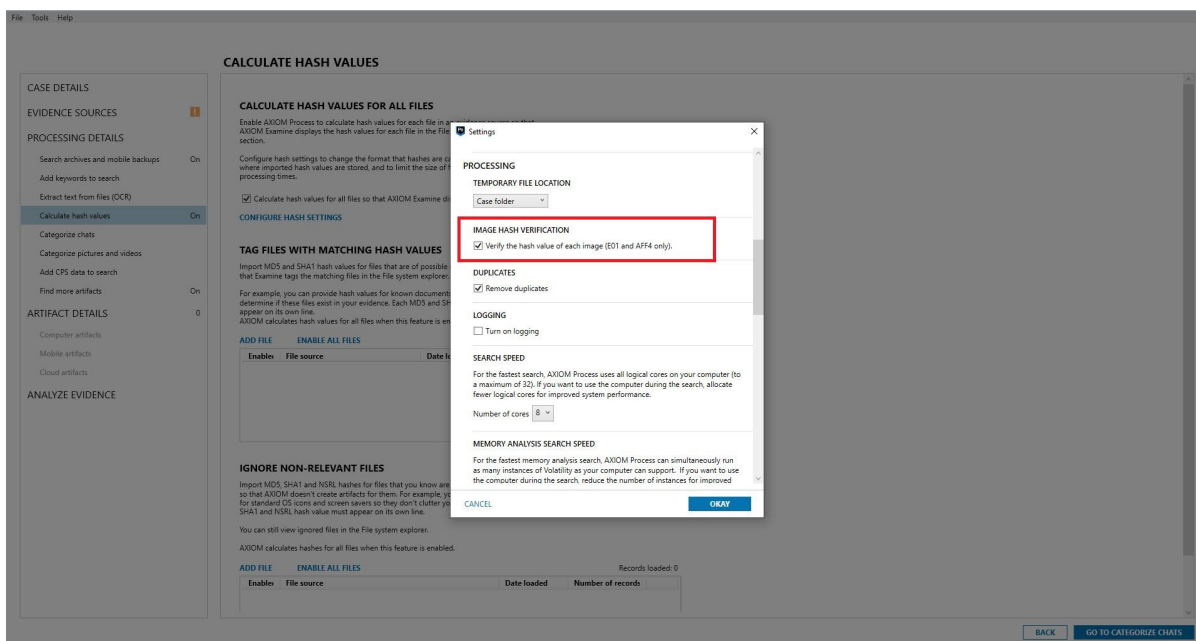 File Tools Help
CALCULATE HASH VALUES
CASE DETAILS
EVIDENCE SOURCES
PROCESSING DETAILS
Search archives and mobile backups On
Add keywords to search
Extract text from files (OCR)
Calculate hash values On
Categorize chats
Categorize pictures and videos
Add CPS data to search
Find more artifacts On
ARTIFACT DETAILS 0
Computer artifacts
Mobile artifacts
Cloud artifacts
ANALYZE EVIDENCE
CALCULATE HASH VALUES FOR ALL FILES
Enable AXIOM Process to calculate hash values for each file in an evidence source so that
AXIOM Examine displays the hash values for each file in the File
section.
Configure hash settings to change the format that hashes are
where imported hash values are stored, and to limit the size of
processing times.
Calculate hash values for all files so that AXIOM Examine
CONFIGURE HASH SETTINGS
TAG FILES WITH MATCHING HASH VALUES
Import MD5 and SHA1 hash values for files that are of possible
that Examine tags the matching files in the File system explorer.
For example, you can provide hash values for known
determine if these files exist in your evidence. Each MD5 and
appear on its own line.
AXIOM calculates hash values for all files when this feature is
ADD FILE ENABLE ALL FILES
File source Date
IGNORE NON-RELEVANT FILES
Import MD5, SHA1 and NSRL hashes for files that you know are
so that AXIOM doesn't create artifacts for them. For example,
for standard OS icons and screen savers so they don't clutter
SHA1 and NSRL hash value must appear on its own line.
You can still view ignored files in the File system explorer.
AXIOM calculates hashes for all files when this feature is enabled.
ADD FILE ENABLE ALL FILES Records loaded: 0
File source Date loaded Number of records
Settings
PROCESSING
TEMPORARY FILE LOCATION
Case folder
IMAGE HASH VERIFICATION
Verify the hash value of each image (E01 and AFF4 only).
DUPLICATES
Remove duplicates
LOGGING
Turn on logging
SEARCH SPEED
For the fastest search, AXIOM Process uses all logical cores on your computer (to
a maximum of 32). If you want to use the computer during the search, allocate
fewer logical cores for improved system performance.
Number of cores 8
MEMORY ANALYSIS SEARCH SPEED
For the fastest memory analysis search, AXIOM Process can simultaneously run
as many instances of Volatility as your computer can support. If you want to use
the computer during the search, reduce the number of instances for improved
CANCEL OKAY
BACK GO TO CATEGORIZE CHATS